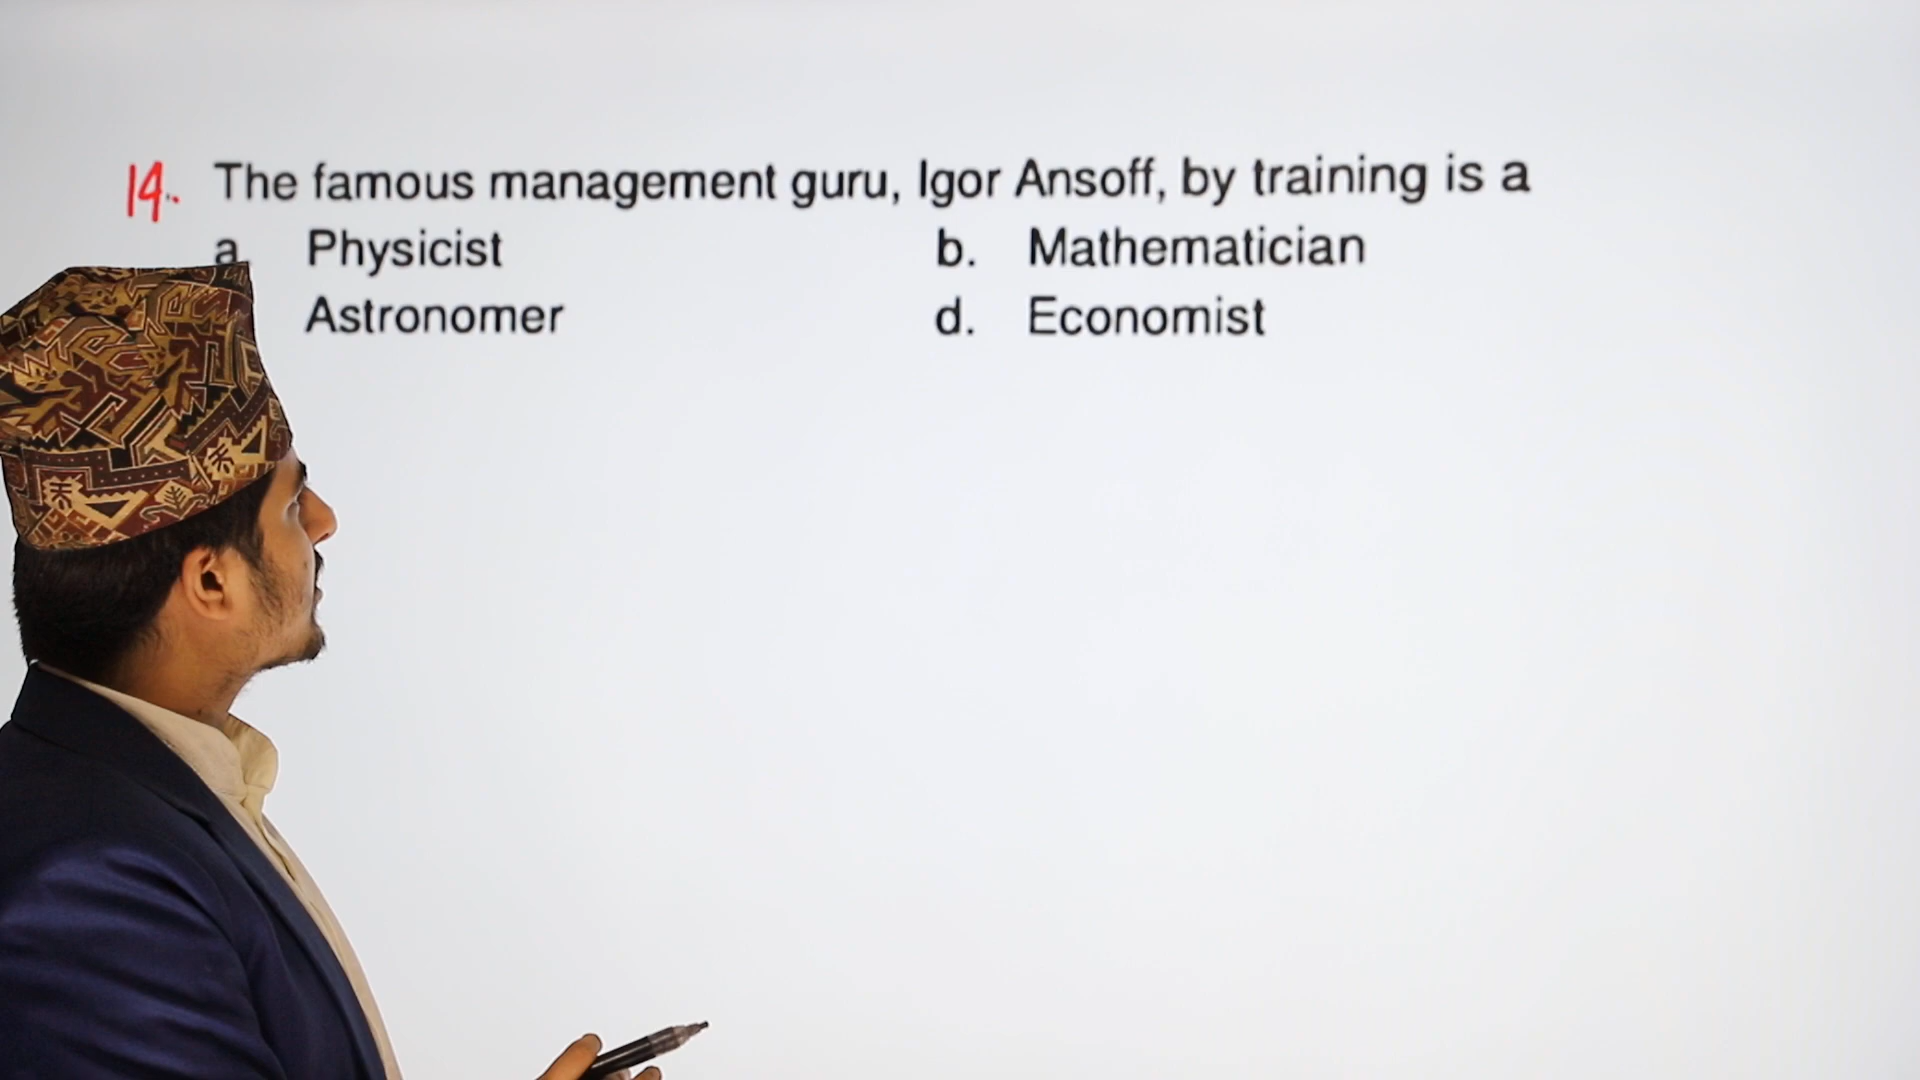 14. The famous management guru, Igor Ansoff, by training is a
a. Physicist b. Mathematician
Astronomer d. Economist